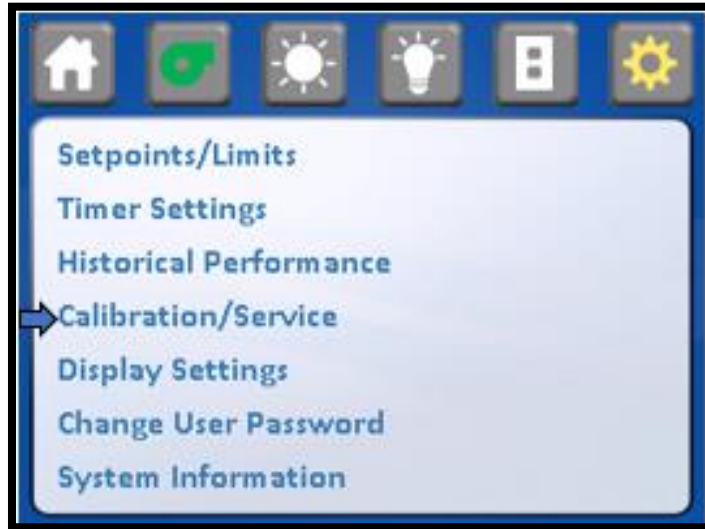 Setpoints/Limits
Timer Settings
Historical Performance
Calibration/Service
Display Settings
Change User Password
System Information